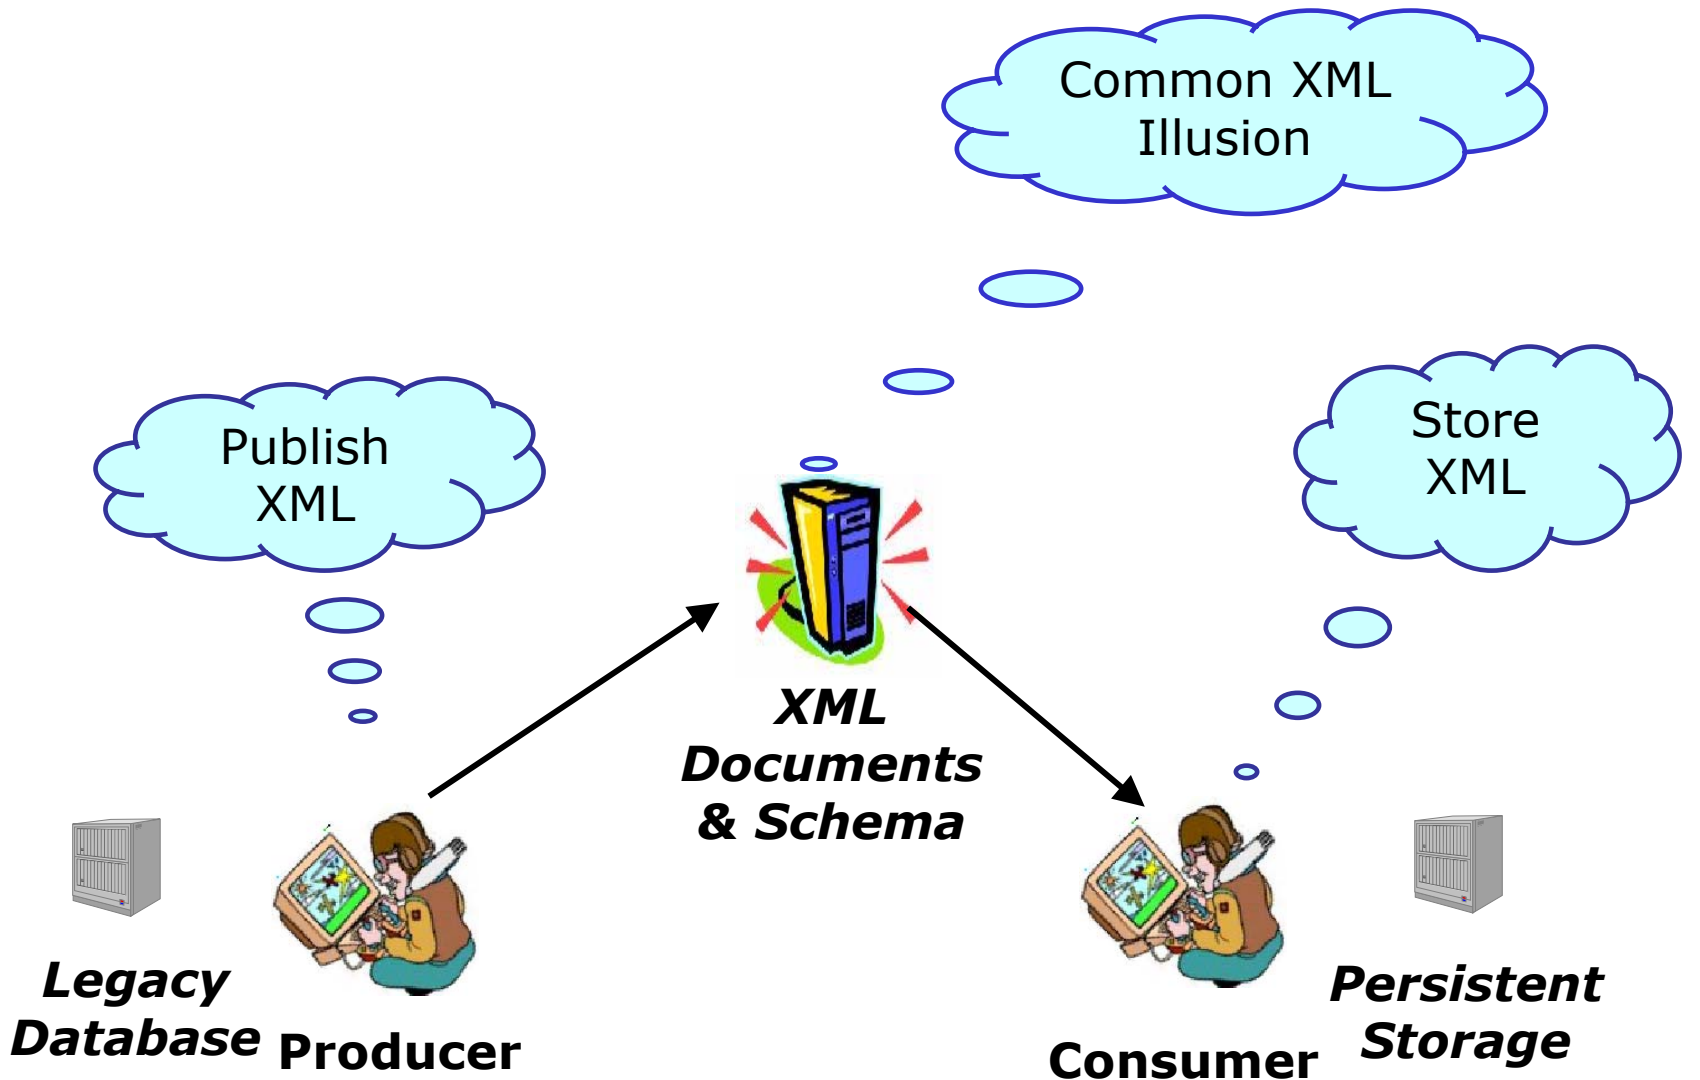 Common XML
Illusion
Publish
XML
Store
XML
XML
Documents
& Schema
Legacy
Database
Producer
Consumer
Persistent
Storage